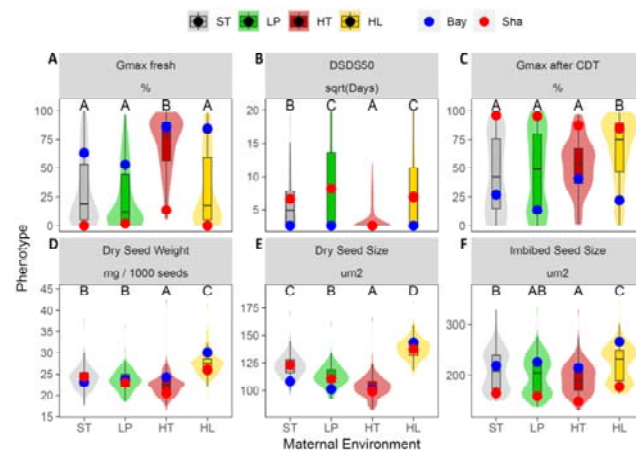 ST LP HT HL Bay Sha
A B C
Gmax fresh DSDS50 Gmax after CDT
% sqrt(Days) %
100 A A B A 20 B C A C 100 A A A B
75 15 75
50 10 50
25 5 25
0 0
Phenotype
D E F
Dry Seed Weight Dry Seed Size Imbibed Seed Size
mg / 1000 seeds um2 um2
45 B B A C C B A D B AB A C
40 175
35 150 300
30
25 125
20 100 200
15
ST LP HT HL ST LP HT HL ST LP HT HL
Maternal Environment